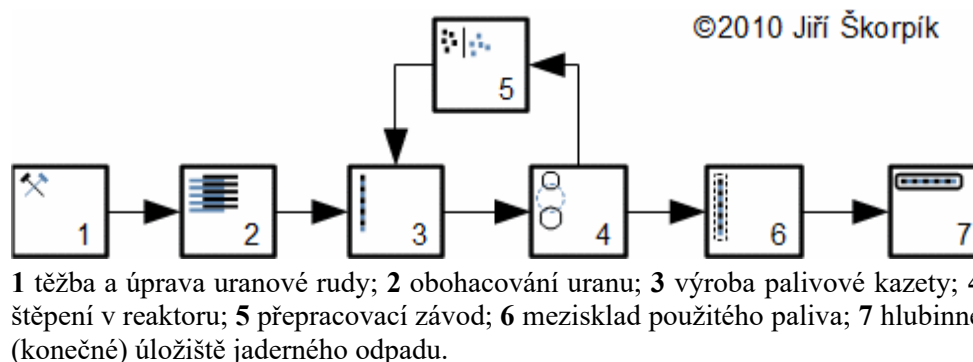 ©2010 Jiří Škorpík
5
1 2 3 4 6 7
1 těžba a úprava uranové rudy; 2 obohacování uranu; 3 výroba palivové kazety; 4
štěpení v reaktoru; 5 přepracovací závod; 6 mezisklad použitého paliva; 7 hlubinné
(konečné) úložiště jaderného odpadu.